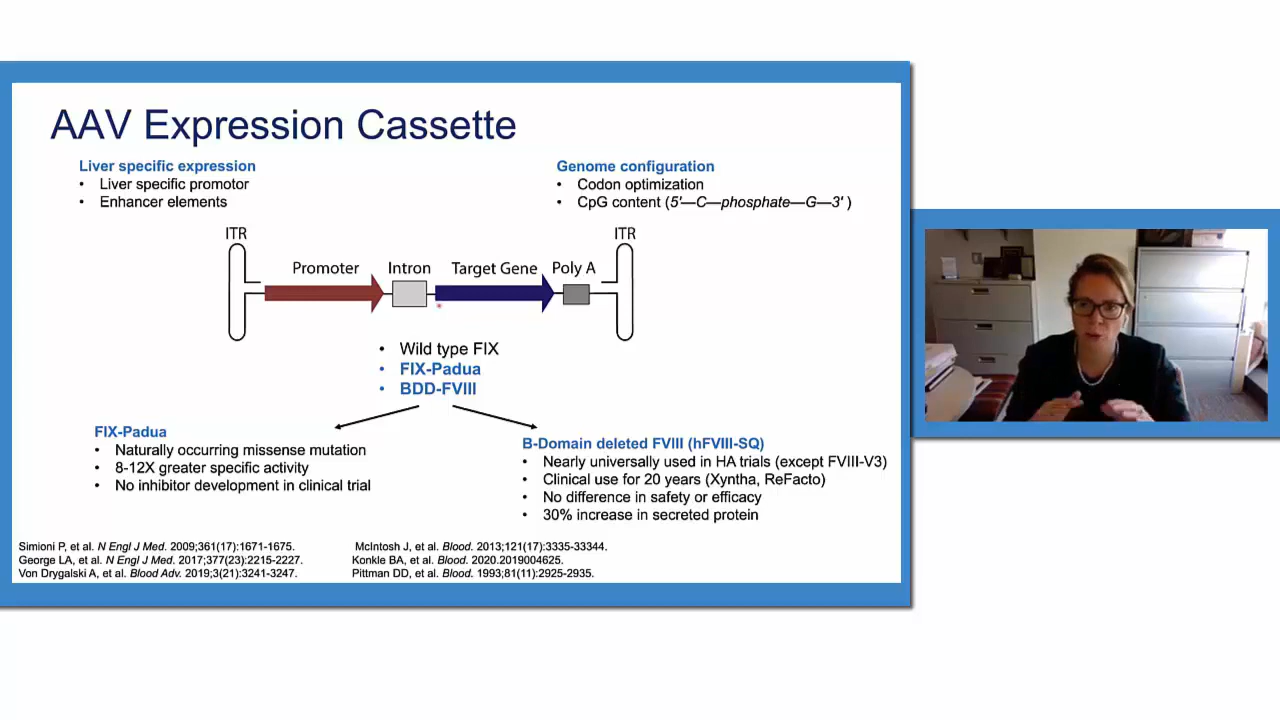 AAV Expression Cassette
Liver specific expression
• Liver specific promotor
• Enhancer elements
Genome configuration
• Codon optimization
• CpG content (5'—C—phosphate—G—3' )
ITR
ITR
Promoter
Intron
Target Gene
Poly A
• Wild type FIX
• FIX-Padua
• BDD-FVIII
FIX-Padua
• Naturally occurring missense mutation
• 8-12X greater specific activity
• No inhibitor development in clinical trial
B-Domain deleted FVIII (hFVIII-SQ)
• Nearly universally used in HA trials (except FVIII-V3)
• Clinical use for 20 years (Xyntha, ReFacto)
• No difference in safety or efficacy
• 30% increase in secreted protein
Simioni P, et al. N Engl J Med. 2009;361(17):1671-1675.
George LA, et al. N Engl J Med. 2017;377(23):2215-2227.
Von Drygalski A, et al. Blood Adv. 2019;3(21):3241-3247.
McIntosh J, et al. Blood. 2013;121(17):3335-33344.
Konkle BA, et al. Blood. 2020.2019004625.
Pittman DD, et al. Blood. 1993;81(11):2925-2935.